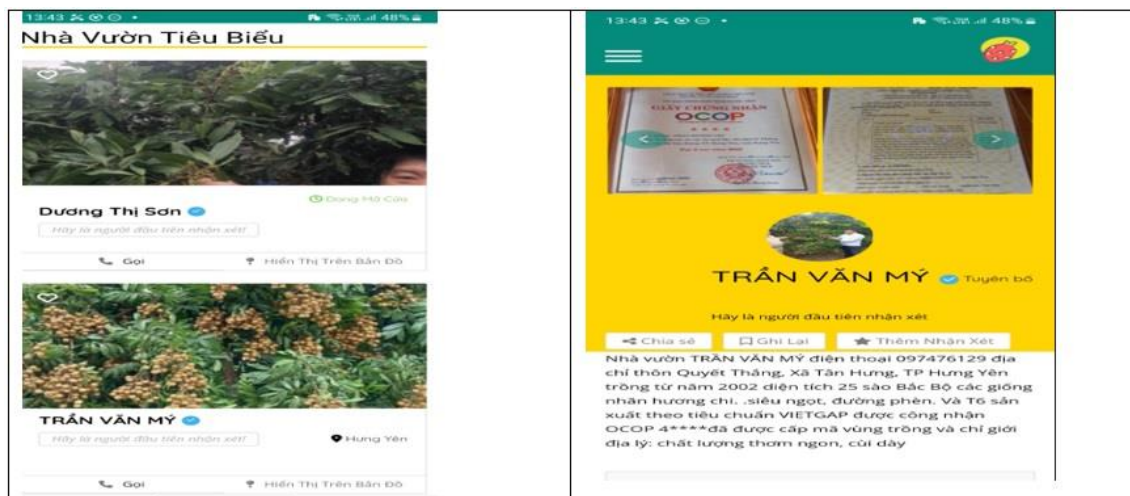 13:43
48%
Nhà Vườn Tiêu Biểu
Đang Mở Cửa
Dương Thị Sơn
Hãy là người đầu tiên nhận xét!
Gọi
Hiển Thị Trên Bản Đồ
TRẦN VĂN MÝ
Hãy là người đầu tiên nhận xét!
Hưng Yên
Gọi
Hiển Thị Trên Bản Đồ
13:43
48%
GIẤY CHỨNG NHẬN
OCOP
TRẦN VĂN MÝ
Tuyên bố
Hãy là người đầu tiên nhận xét
Chia sẻ
Ghi Lại
Thêm Nhận Xét
Nhà vườn TRẦN VĂN MÝ điện thoại 097476129 địa
chỉ thôn Quyết Thắng, Xã Tân Hưng, TP Hưng Yên
trồng từ năm 2002 diện tích 25 sào Bắc Bộ các giống
nhãn hương chi. .siêu ngọt, đường phèn. Và T6 sản
xuất theo tiêu chuẩn VIETGAP được công nhận
OCOP 4****đã được cấp mã vùng trồng và chỉ giới
địa lý: chất lượng thơm ngon, cùi dày